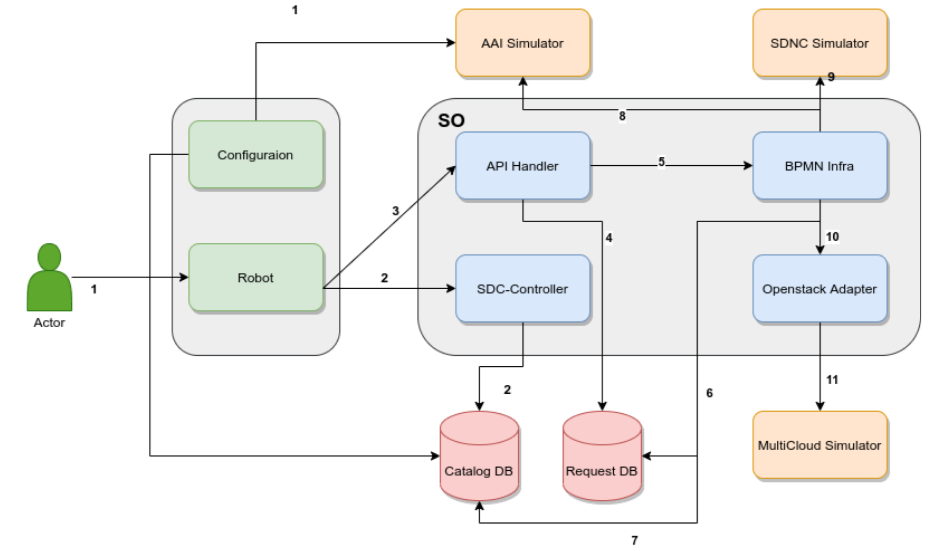 1
AAI Simulator
SDNC Simulator
9
8
SO
Configuraion
API Handler
5
BPMN Infra
3
4
10
Robot
2
SDC-Controller
Openstack Adapter
1
Actor
2
6
11
Catalog DB
Request DB
MultiCloud Simulator
7